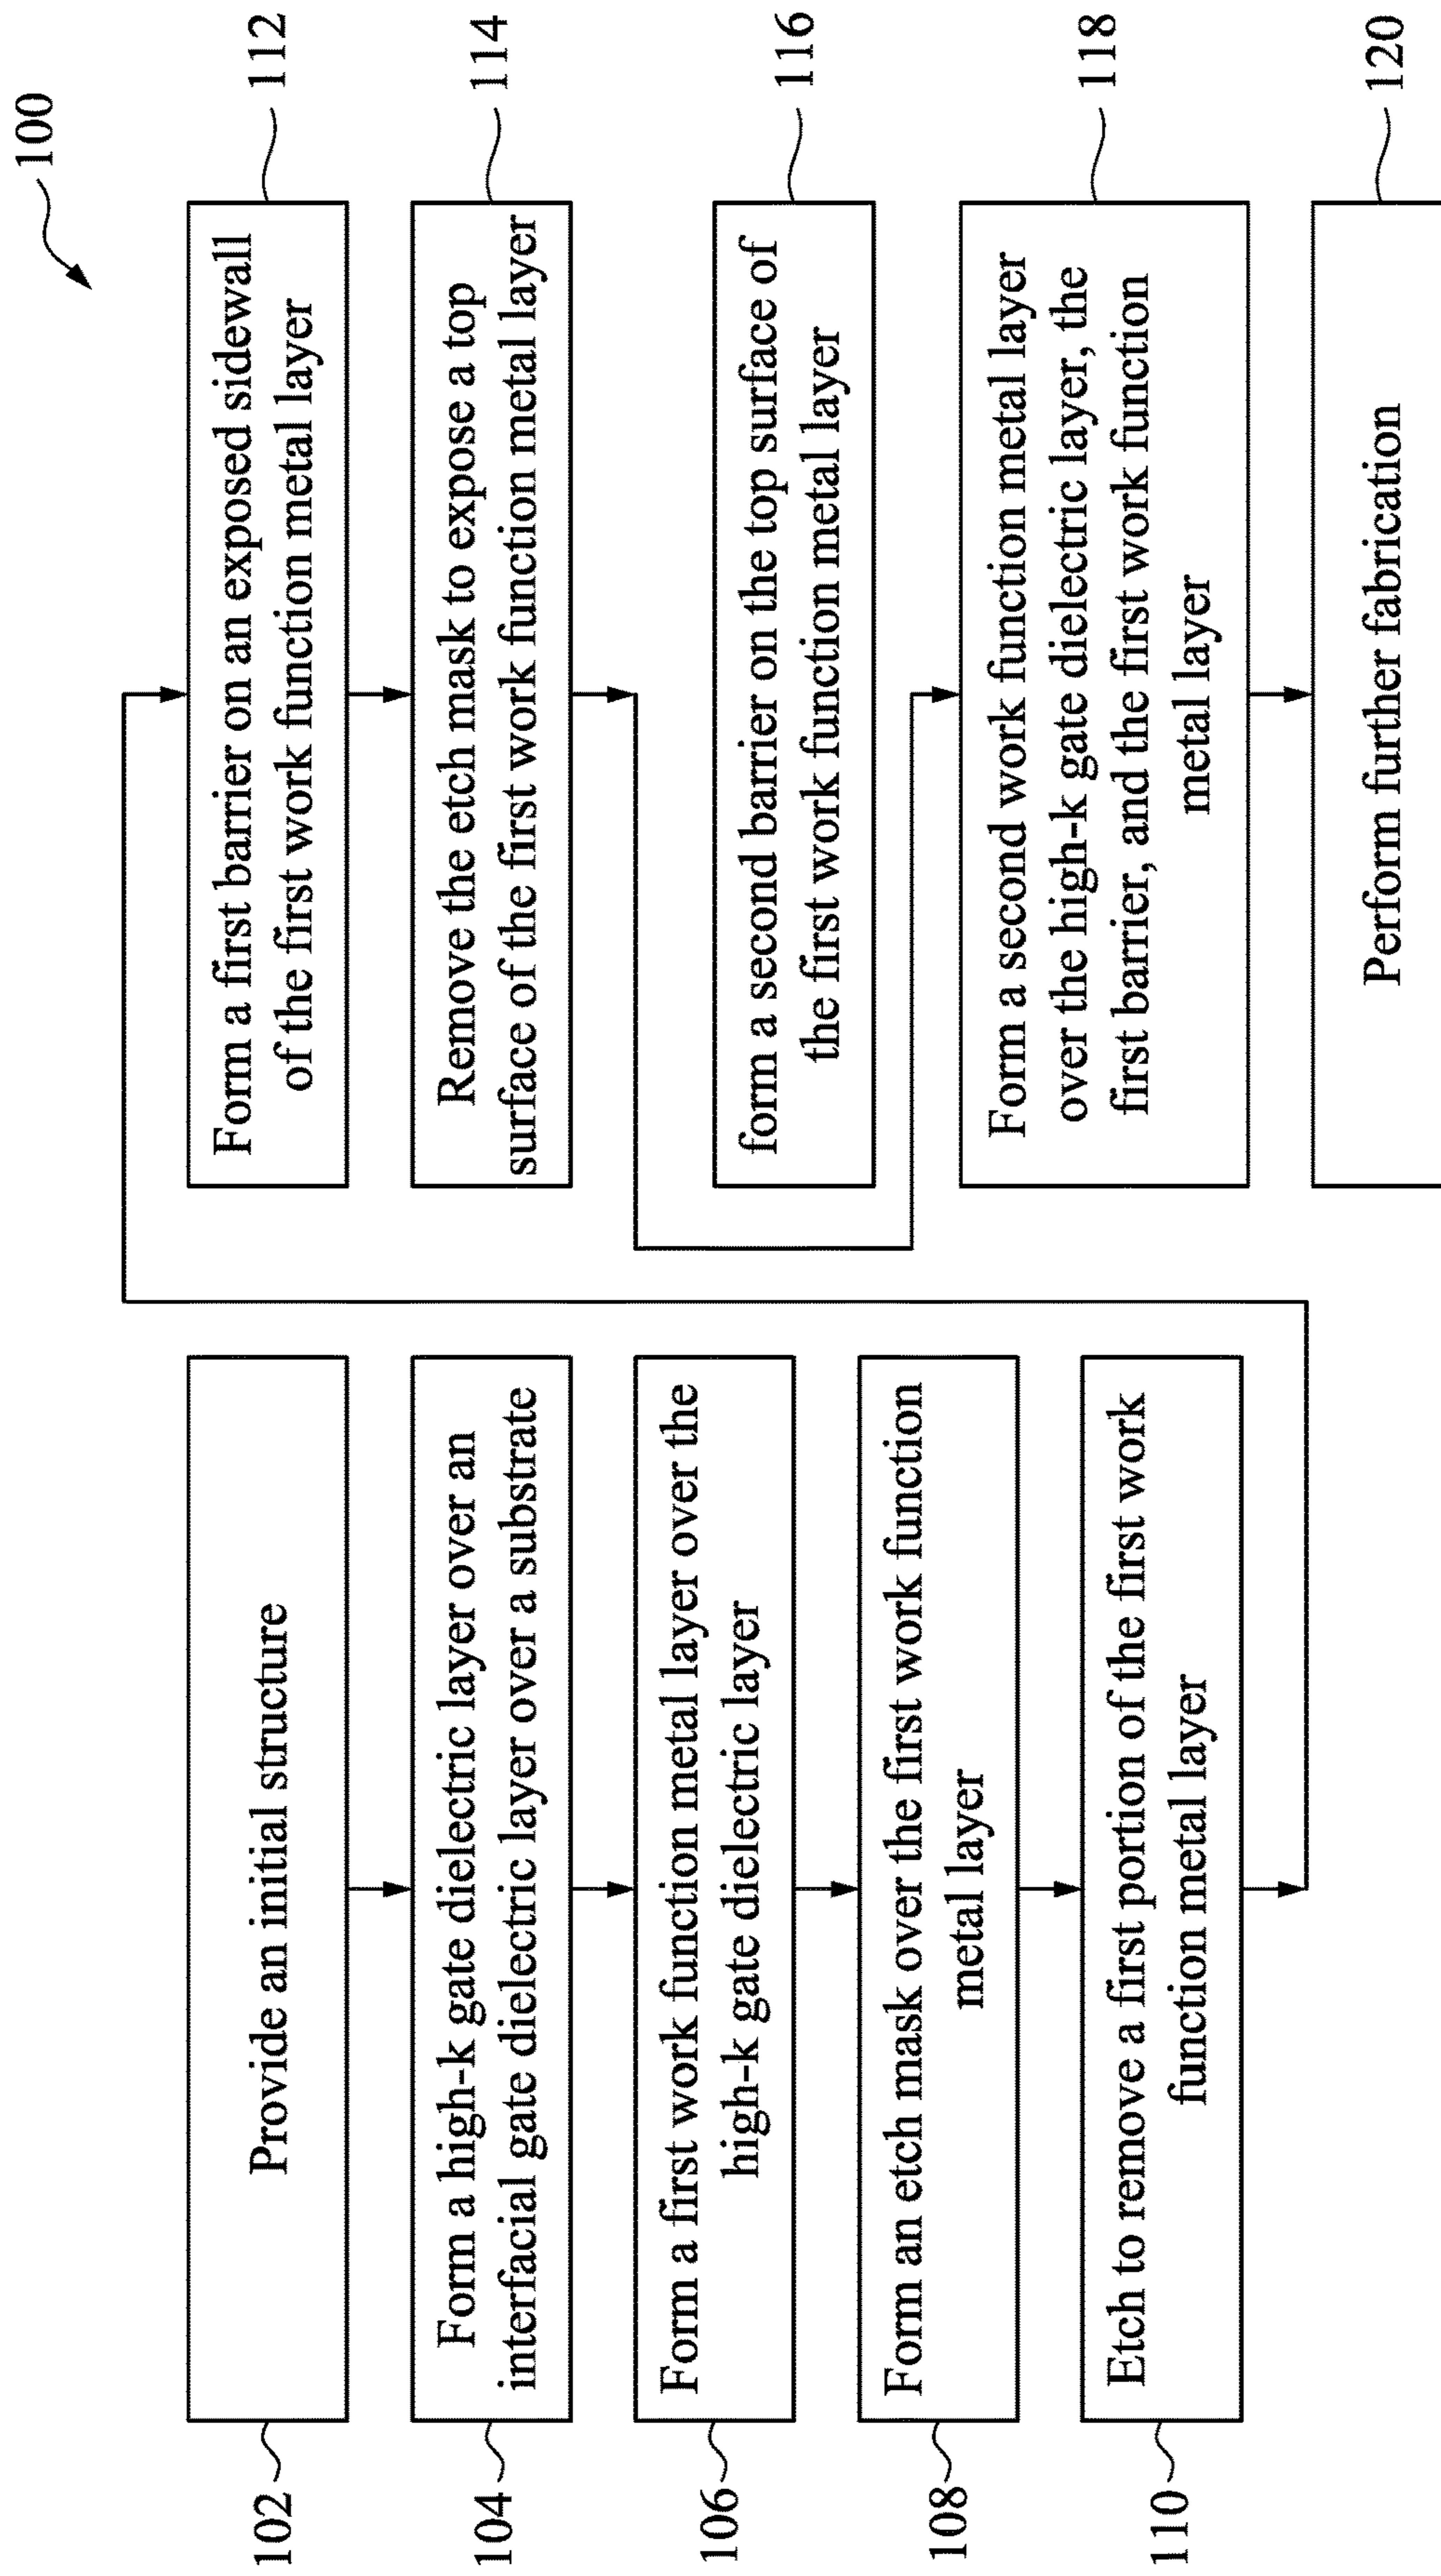 100
102
Provide an initial structure
104
Form a high-k gate dielectric layer over an
interfacial gate dielectric layer over a substrate
106
Form a first work function metal layer over the
high-k gate dielectric layer
108
Form an etch mask over the first work function
metal layer
110
Etch to remove a first portion of the first work
function metal layer
Form a first barrier on an exposed sidewall
of the first work function metal layer
112
Remove the etch mask to expose a top
surface of the first work function metal layer
114
form a second barrier on the top surface of
the first work function metal layer
116
Form a second work function metal layer
over the high-k gate dielectric layer, the
first barrier, and the first work function
metal layer
118
Perform further fabrication
120